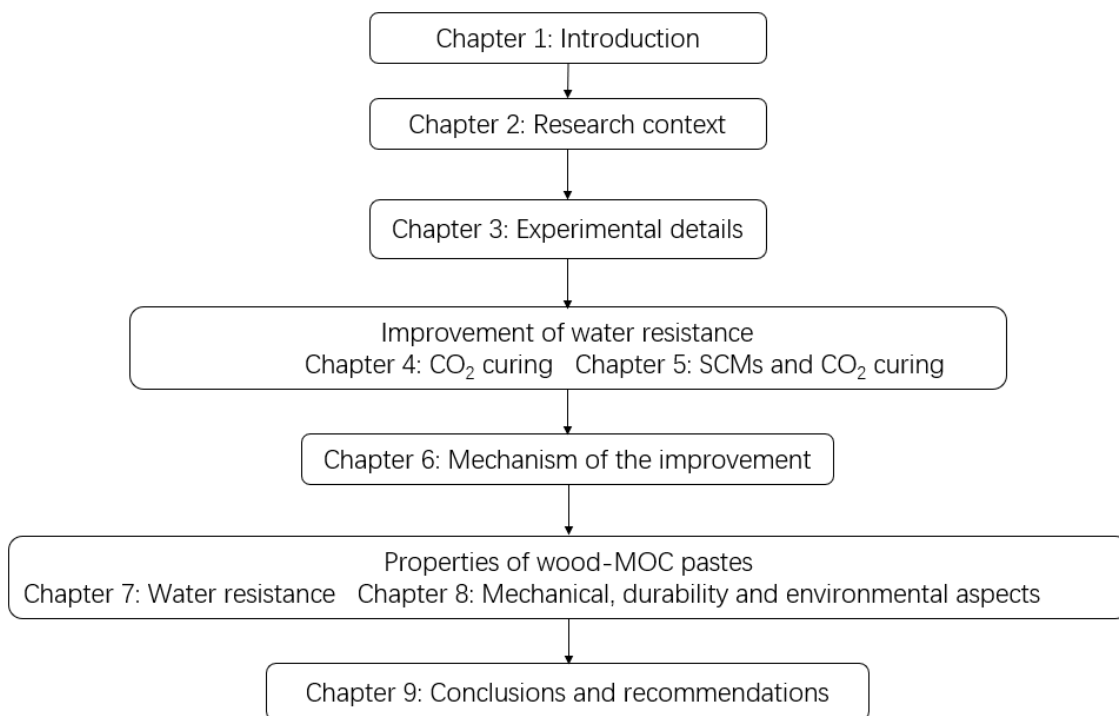 Chapter 1: Introduction
Chapter 2: Research context
Chapter 3: Experimental details
Improvement of water resistance
Chapter 4: CO₂ curing   Chapter 5: SCMs and CO₂ curing
Chapter 6: Mechanism of the improvement
Properties of wood-MOC pastes
Chapter 7: Water resistance   Chapter 8: Mechanical, durability and environmental aspects
Chapter 9: Conclusions and recommendations